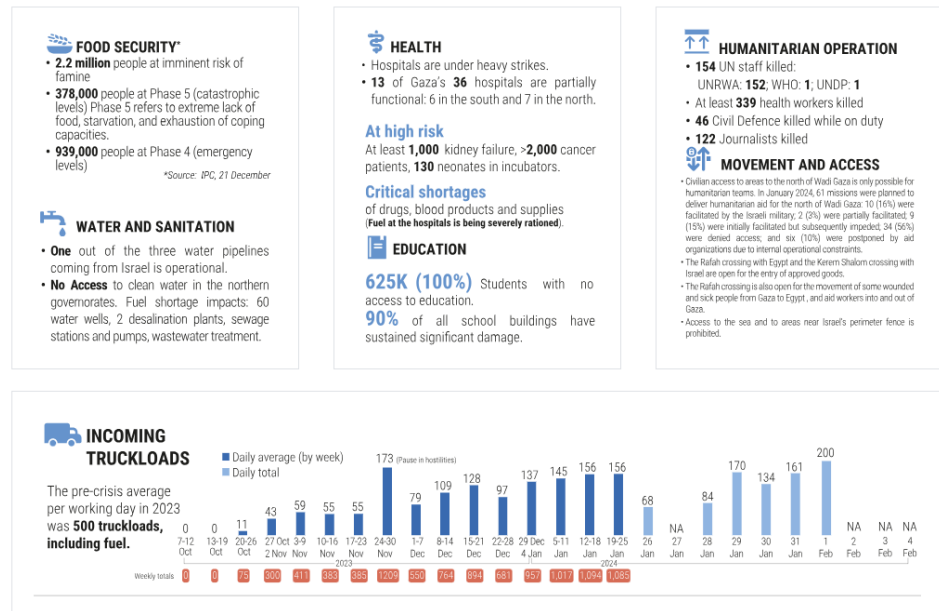 FOOD SECURITY*
• 2.2 million people at imminent risk of
famine
• 378,000 people at Phase 5 (catastrophic
levels) Phase 5 refers to extreme lack of
food, starvation, and exhaustion of coping
capacities.
• 939,000 people at Phase 4 (emergency
levels)
*Source: IPC, 21 December
WATER AND SANITATION
• One out of the three water pipelines
coming from Israel is operational.
• No Access to clean water in the northern
governorates. Fuel shortage impacts: 60
water wells, 2 desalination plants, sewage
stations and pumps, wastewater treatment.
HEALTH
• Hospitals are under heavy strikes.
• 13 of Gaza's 36 hospitals are partially
functional: 6 in the south and 7 in the north.
At high risk
At least 1,000 kidney failure, >2,000 cancer
patients, 130 neonates in incubators.
Critical shortages
of drugs, blood products and supplies
(Fuel at the hospitals is being severely rationed).
EDUCATION
625K (100%) Students with no
access to education.
90% of all school buildings have
sustained significant damage.
HUMANITARIAN OPERATION
• 154 UN staff killed:
UNRWA: 152; WHO: 1; UNDP: 1
• At least 339 health workers killed
• 46 Civil Defence killed while on duty
• 122 Journalists killed
MOVEMENT AND ACCESS
• Civilian access to areas to the north of Wadi Gaza is only possible for
humanitarian teams. In January 2024, 61 missions were planned to
deliver humanitarian aid for the north of Wadi Gaza: 10 (16%) were
facilitated by the Israeli military; 2 (3%) were partially facilitated; 9
(15%) were initially facilitated but subsequently impeded; 34 (56%)
were denied access; and six (10%) were postponed by aid
organizations due to internal operational constraints.
• The Rafah crossing with Egypt and the Kerem Shalom crossing with
Israel are open for the entry of approved goods.
• The Rafah crossing is also open for the movement of some wounded
and sick people from Gaza to Egypt , and aid workers into and out of
Gaza.
• Access to the sea and to areas near Israel's perimeter fence is
prohibited.
INCOMING
TRUCKLOADS
The pre-crisis average
per working day in 2023
was 500 truckloads,
including fuel.
Daily average (by week)
Daily total
173 (Pause in hostilities)
0 0 11 43 59 55 55 79 109 128 97 137 145 156 156 68 NA 84 170 134 161 200 NA NA NA
7-12 13-19 20-26 27 Oct 3-9 10-16 17-23 24-30 1-7 8-14 15-21 22-28 29 Dec 5-11 12-18 19-25 26 27 28 29 30 31 1 2 3 4
Oct Oct Oct 2 Nov Nov Nov Nov Nov Dec Dec Dec Dec 4 Jan Jan Jan Jan Jan Jan Jan Jan Jan Jan Feb Feb Feb Feb
2023 2024
Weekly totals 0 0 75 300 411 383 385 1209 550 764 894 681 957 1,017 1,094 1,085